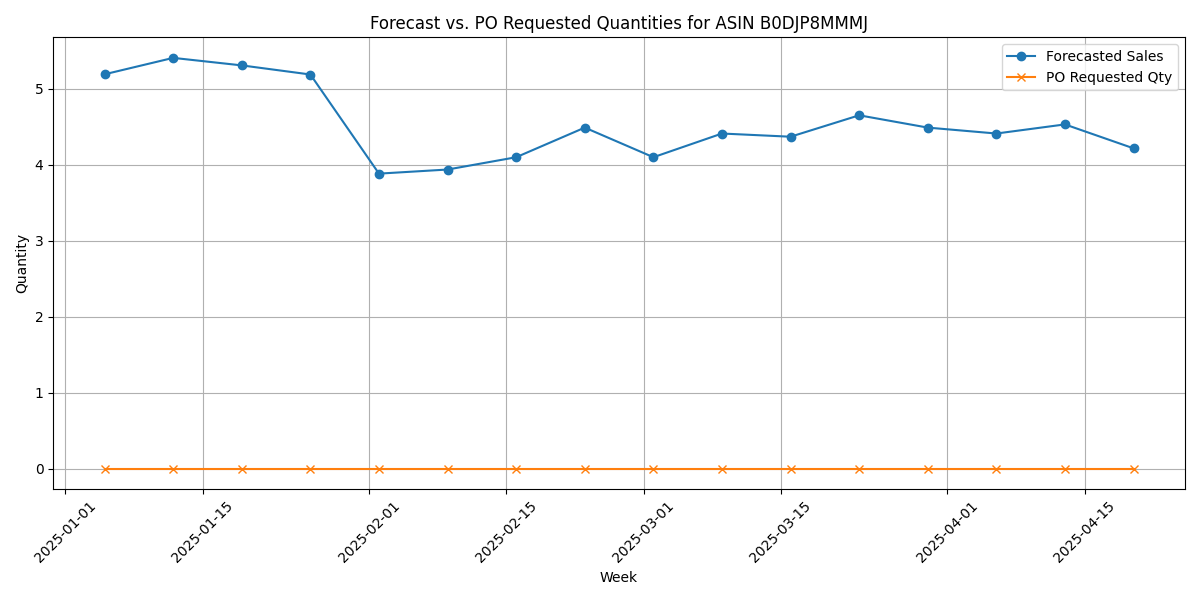 Forecast vs. PO Requested Quantities for ASIN B0DJP8MMMJ
Forecasted Sales
PO Requested Qty
Quantity
5
4
3
2
1
0
2025-01-01
2025-01-15
2025-02-01
2025-02-15
2025-03-01
2025-03-15
2025-04-01
2025-04-15
Week